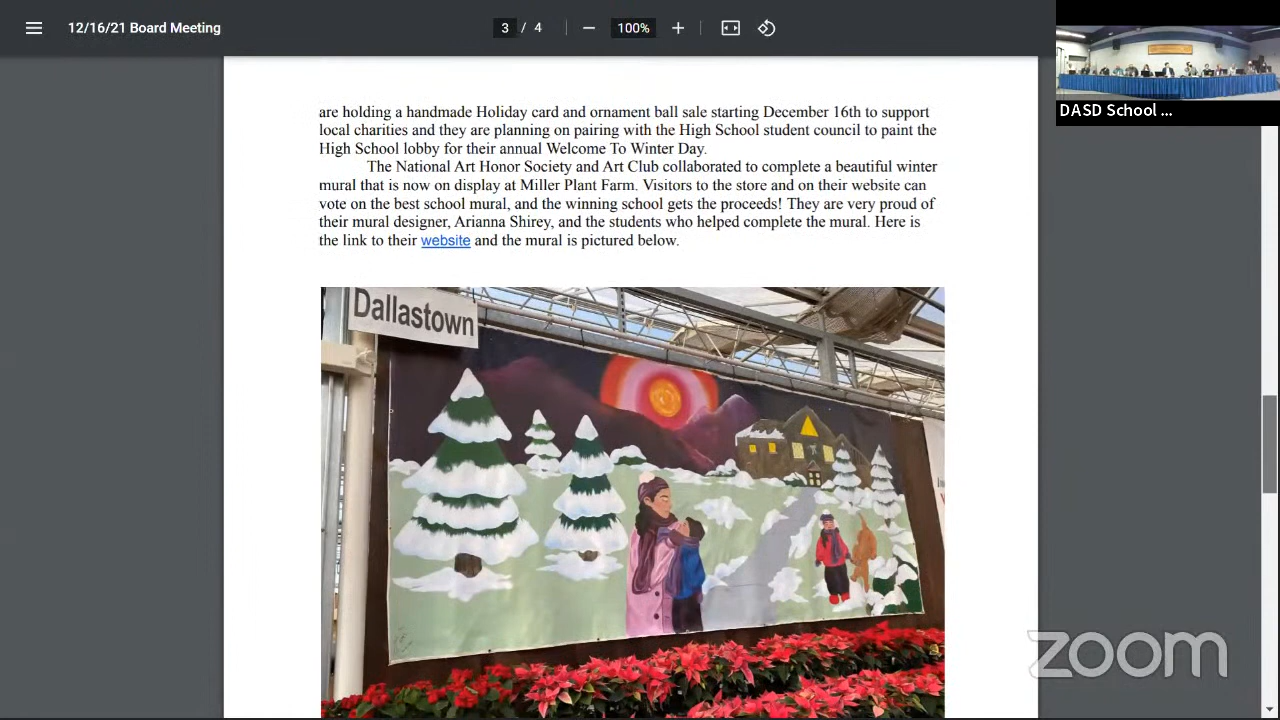 12/16/21 Board Meeting
3 / 4
100%
DASD School ...
are holding a handmade Holiday card and ornament ball sale starting December 16th to support
local charities and they are planning on pairing with the High School student council to paint the
High School lobby for their annual Welcome To Winter Day.
The National Art Honor Society and Art Club collaborated to complete a beautiful winter
mural that is now on display at Miller Plant Farm. Visitors to the store and on their website can
vote on the best school mural, and the winning school gets the proceeds! They are very proud of
their mural designer, Arianna Shirey, and the students who helped complete the mural. Here is
the link to their website and the mural is pictured below.
Dallastown
zoom